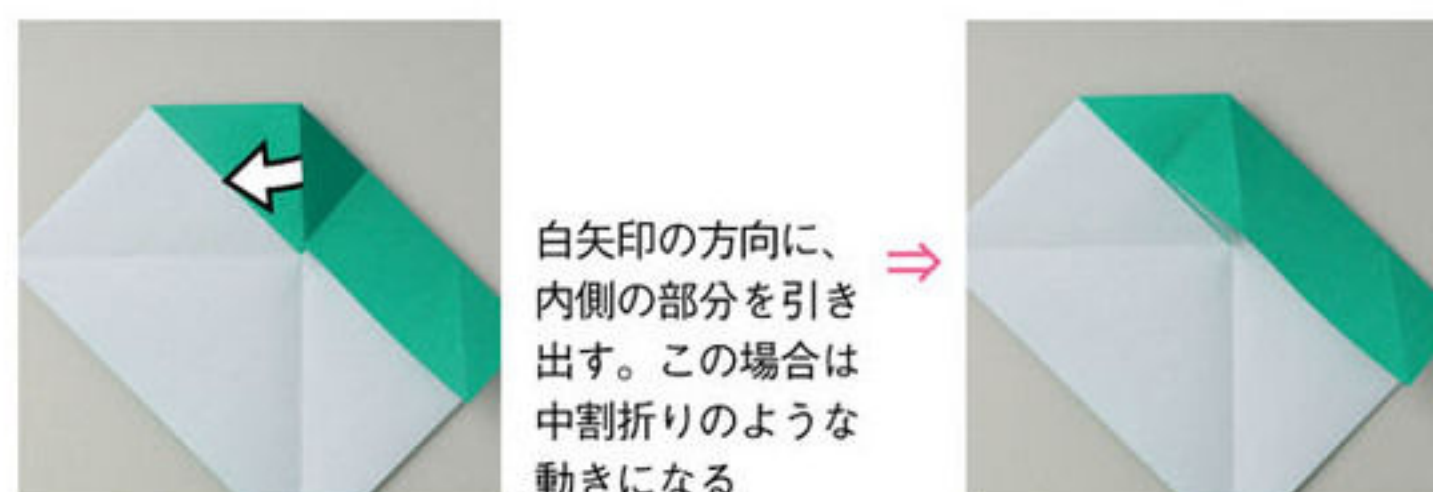 白矢印の方向に、
内側の部分を引き
出す。この場合は
中割折りのような
動きになる